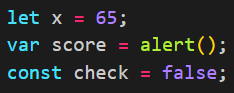 let x = 65;
var score = alert();
const check = false;